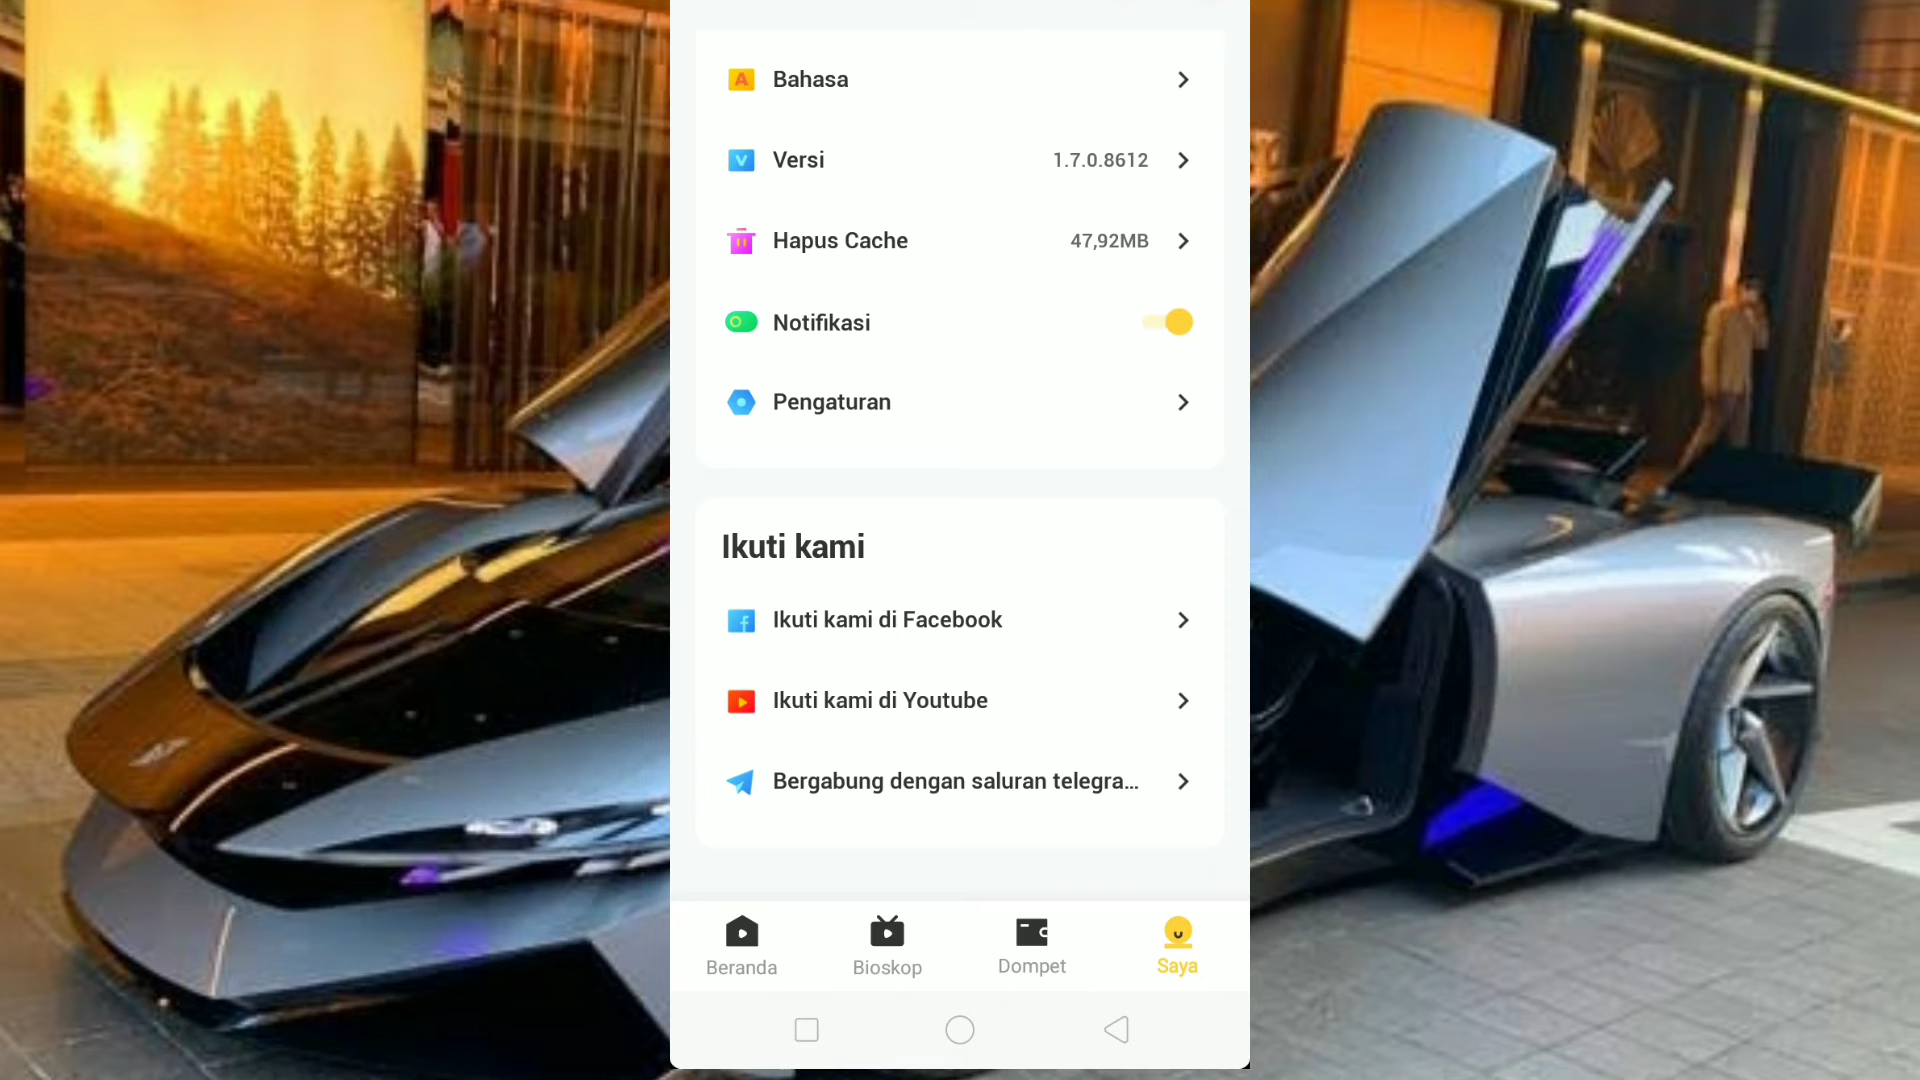 Bahasa
Versi 1.7.0.8612
Hapus Cache 47,92MB
Notifikasi
Pengaturan
Ikuti kami
Ikuti kami di Facebook
Ikuti kami di Youtube
Bergabung dengan saluran telegra...
Beranda Bioskop Dompet Saya